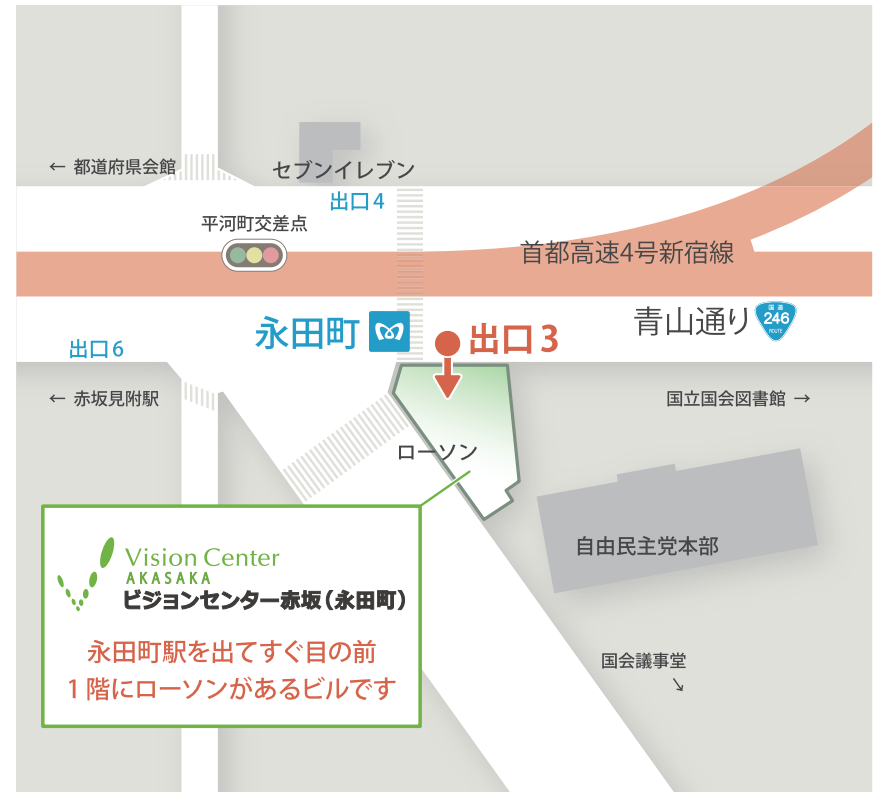 ← 都道府県会館
セブンイレブン
出口4
平河町交差点
首都高速4号新宿線
永田町
出口3
青山通り
国道
246
ROUTE
出口6
← 赤坂見附駅
国立国会図書館 →
ローソン
自由民主党本部
Vision Center
AKASAKA
ビジョンセンター赤坂(永田町)
永田町駅を出てすぐ目の前
1階にローソンがあるビルです
国会議事堂
↘